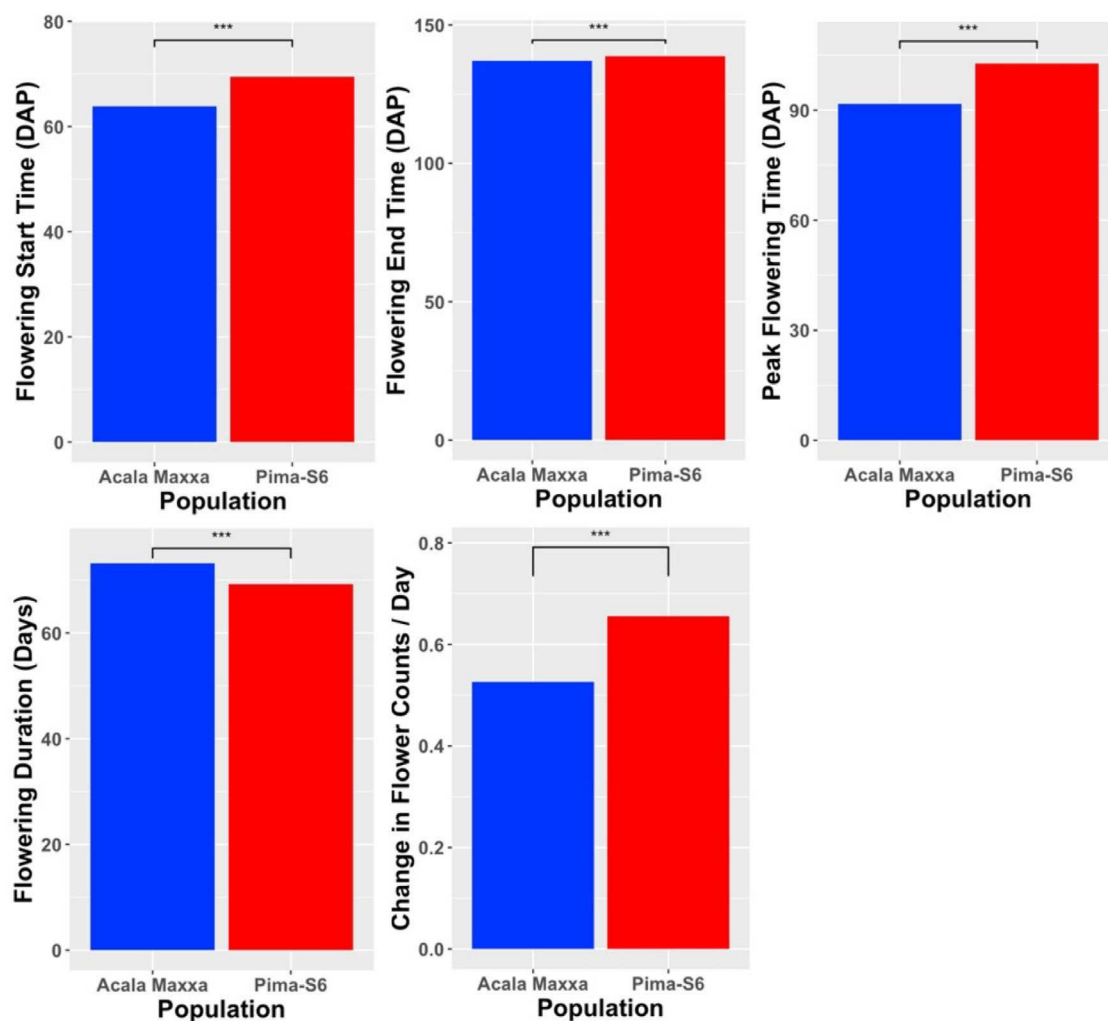 Flowering Start Time (DAP)
80
60
40
20
0
***
Acala Maxxa
Pima-S6
Population
Flowering End Time (DAP)
150
100
50
0
***
Acala Maxxa
Pima-S6
Population
Peak Flowering Time (DAP)
90
60
30
0
***
Acala Maxxa
Pima-S6
Population
Flowering Duration (Days)
60
40
20
0
***
Acala Maxxa
Pima-S6
Population
Change in Flower Counts / Day
0.8
0.6
0.4
0.2
0.0
***
Acala Maxxa
Pima-S6
Population